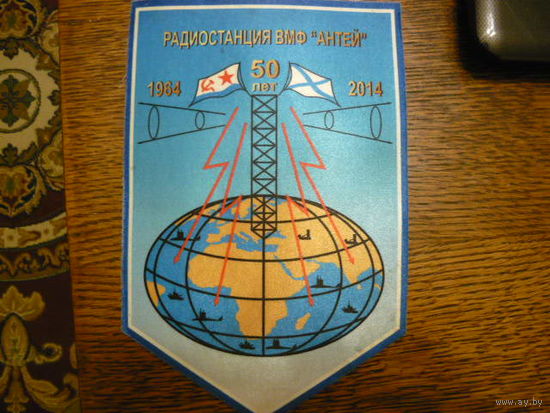 РАДИОСТАНЦИЯ ВМФ "АНТЕЙ"
1964 50 2014
ЛЕТ
www.ay.by